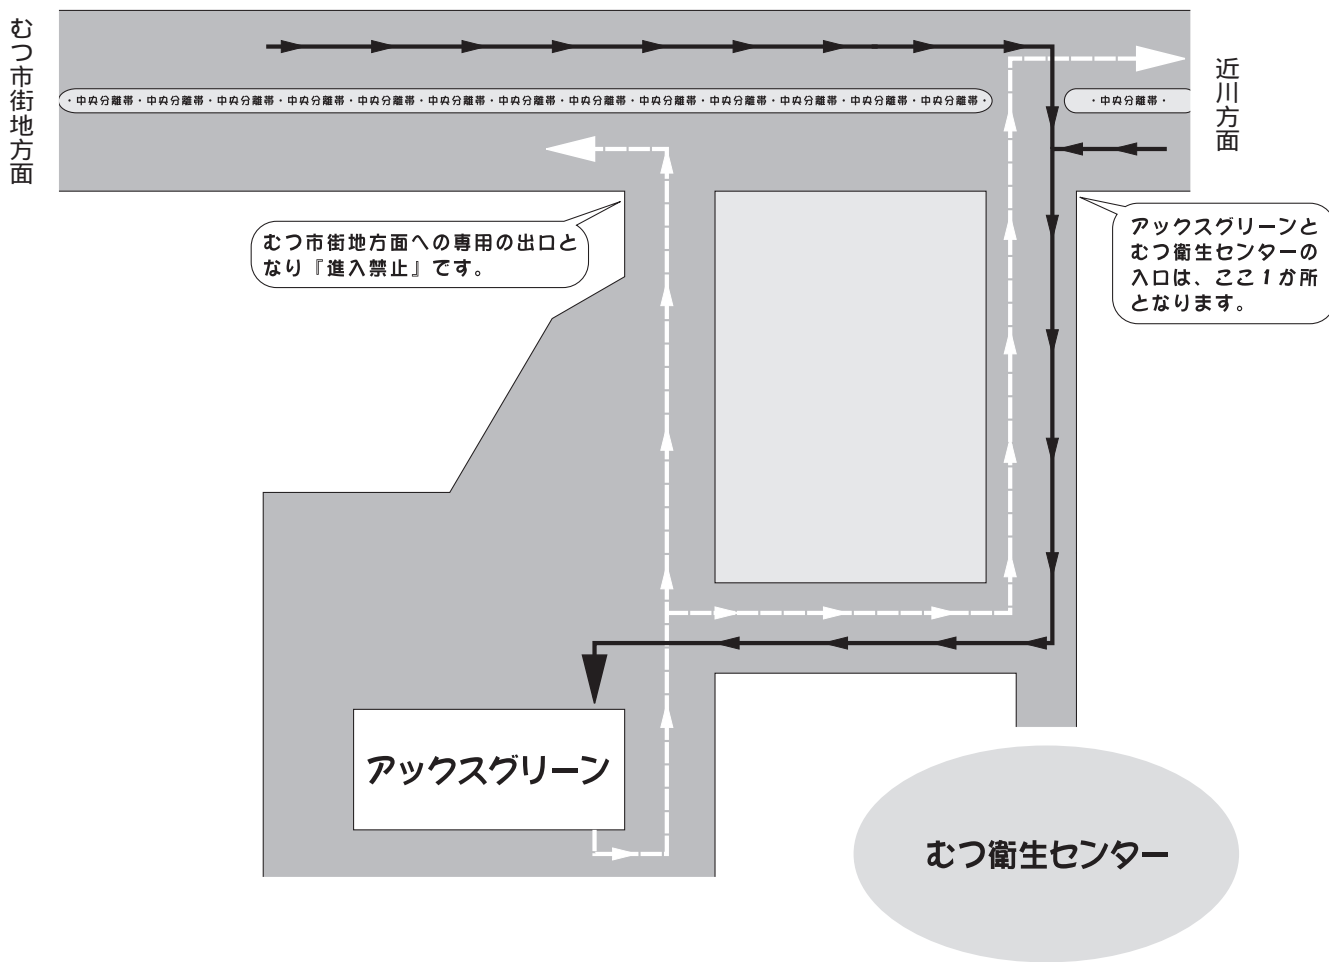 むつ市街地方面
・中央分離帯・中央分離帯・中央分離帯・中央分離帯・中央分離帯・中央分離帯・中央分離帯・中央分離帯・中央分離帯・中央分離帯・中央分離帯・中央分離帯・中央分離帯・
・中央分離帯・
近川方面
むつ市街地方面への専用の出口と
なり『進入禁止』です。
アックスグリーンと
むつ衛生センターの
入口は、ここ1か所
となります。
アックスグリーン
むつ衛生センター